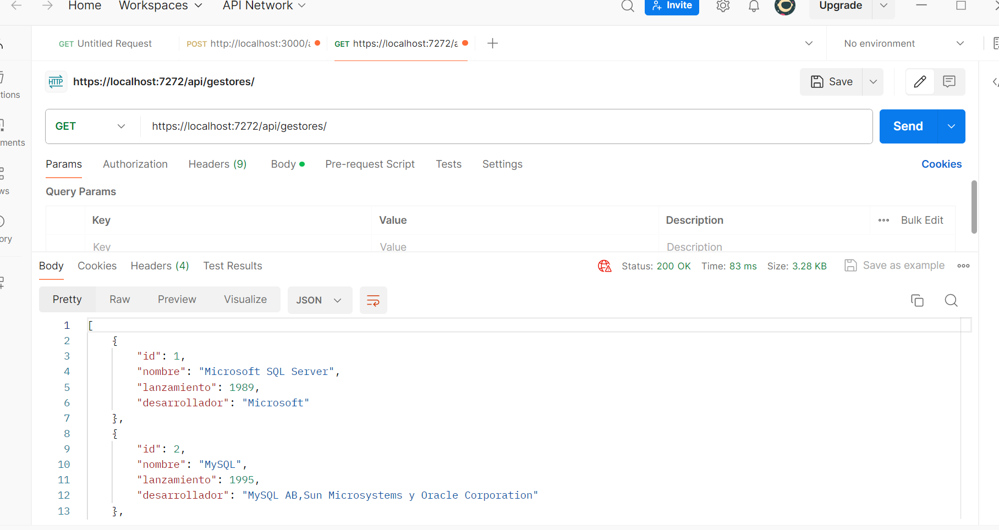 Home Workspaces API Network Invite Upgrade
GET Untitled Request POST http://localhost:3000/a GET https://localhost:7272/a No environment
HTTP https://localhost:7272/api/gestores/ Save
tions
GET https://localhost:7272/api/gestores/ Send
ments
Params Authorization Headers (9) Body Pre-request Script Tests Settings Cookies
ws
Query Params
Key Value Description Bulk Edit
ory
Key Value Description
Body Cookies Headers (4) Test Results Status: 200 OK Time: 83 ms Size: 3.28 KB Save as example
Pretty Raw Preview Visualize JSON
1 [
2 {
3 "id": 1,
4 "nombre": "Microsoft SQL Server",
5 "lanzamiento": 1989,
6 "desarrollador": "Microsoft"
7 },
8 {
9 "id": 2,
10 "nombre": "MySQL",
11 "lanzamiento": 1995,
12 "desarrollador": "MySQL AB,Sun Microsystems y Oracle Corporation"
13 },